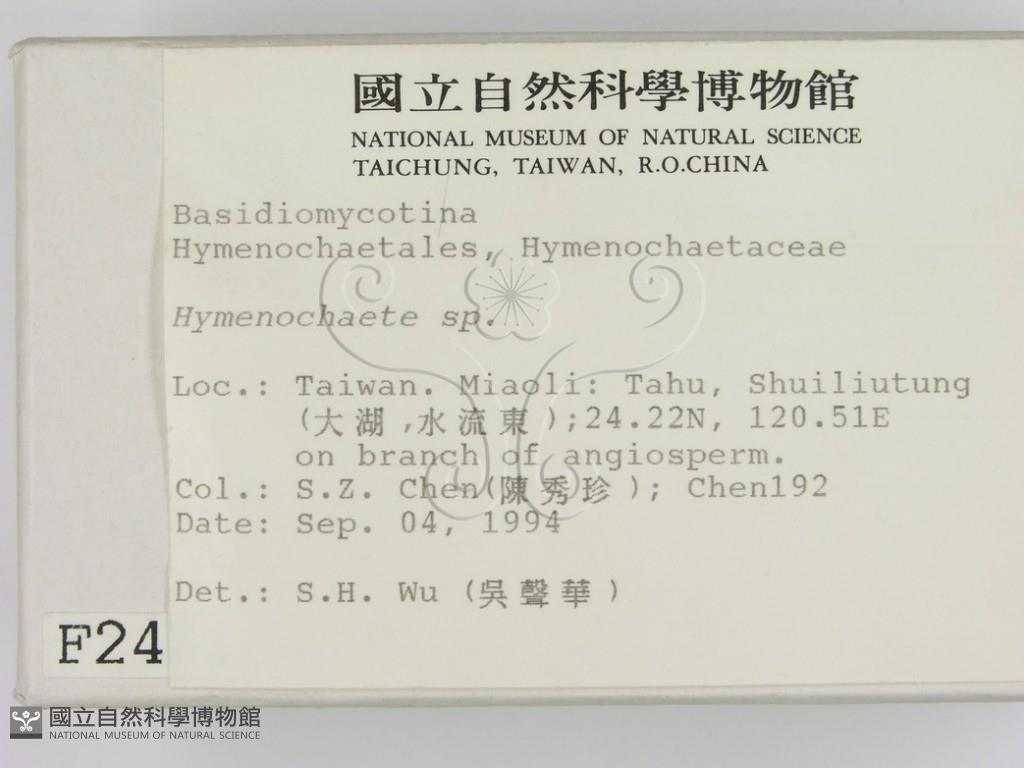 國立自然科學博物館
NATIONAL MUSEUM OF NATURAL SCIENCE
TAICHUNG, TAIWAN, R.O.CHINA
Basidiomycotina
Hymenochaetales, Hymenochaetaceae
Hymenochaete sp.
Loc.: Taiwan. Miaoli: Tahu, Shuiliutung
(大湖,水流東);24.22N, 120.51E
on branch of angiosperm.
Col.: S.Z. Chen(陳秀珍); Chen192
Date: Sep. 04, 1994
Det.: S.H. Wu (吳聲華)
F24
國立自然科學博物館
NATIONAL MUSEUM OF NATURAL SCIENCE